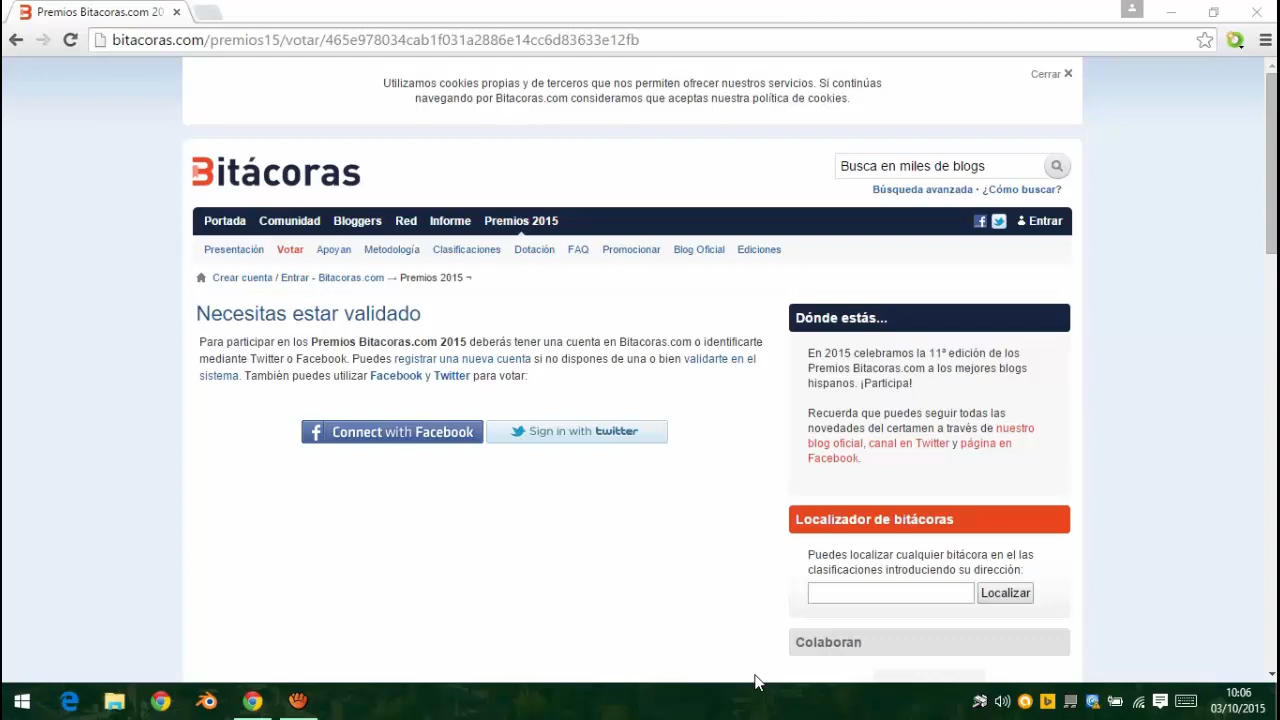 Premios Bitacoras.com 20
bitacoras.com/premios15/votar/465e978034cab1f031a2886e14cc6d83633e12fb
Utilizamos cookies propias y de terceros que nos permiten ofrecer nuestros servicios. Si continúas
navegando por Bitacoras.com consideramos que aceptas nuestra política de cookies.
Cerrar ×
Bitácoras
Busca en miles de blogs
Búsqueda avanzada · ¿Cómo buscar?
Portada Comunidad Bloggers Red Informe Premios 2015 Entrar
Presentación Votar Apoyan Metodología Clasificaciones Dotación FAQ Promocionar Blog Oficial Ediciones
Crear cuenta / Entrar - Bitacoras.com → Premios 2015 ¬
Necesitas estar validado
Para participar en los Premios Bitacoras.com 2015 deberás tener una cuenta en Bitacoras.com o identificarte
mediante Twitter o Facebook. Puedes registrar una nueva cuenta si no dispones de una o bien validarte en el
sistema. También puedes utilizar Facebook y Twitter para votar:
Connect with Facebook
Sign in with twitter
Dónde estás...
En 2015 celebramos la 11ª edición de los
Premios Bitacoras.com a los mejores blogs
hispanos. ¡Participa!
Recuerda que puedes seguir todas las
novedades del certamen a través de nuestro
blog oficial, canal en Twitter y página en
Facebook.
Localizador de bitácoras
Puedes localizar cualquier bitácora en el las
clasificaciones introduciendo su dirección:
Localizar
Colaboran
10:06
03/10/2015